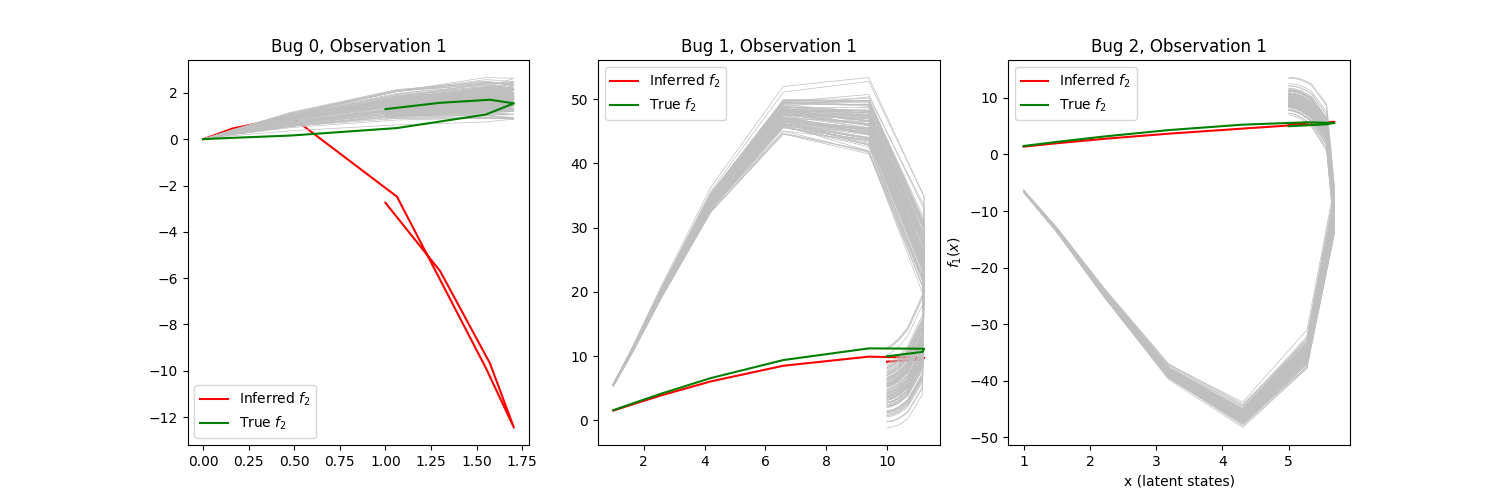 Bug 0, Observation 1
2
0
−2
−4
−6
−8
−10
−12
0.00 0.25 0.50 0.75 1.00 1.25 1.50 1.75
Inferred f₂
True f₂
Bug 1, Observation 1
Inferred f₂
True f₂
50
40
30
20
10
0
2 4 6 8 10
Bug 2, Observation 1
Inferred f₂
True f₂
f₁(x)
10
0
−10
−20
−30
−40
−50
1 2 3 4 5
x (latent states)